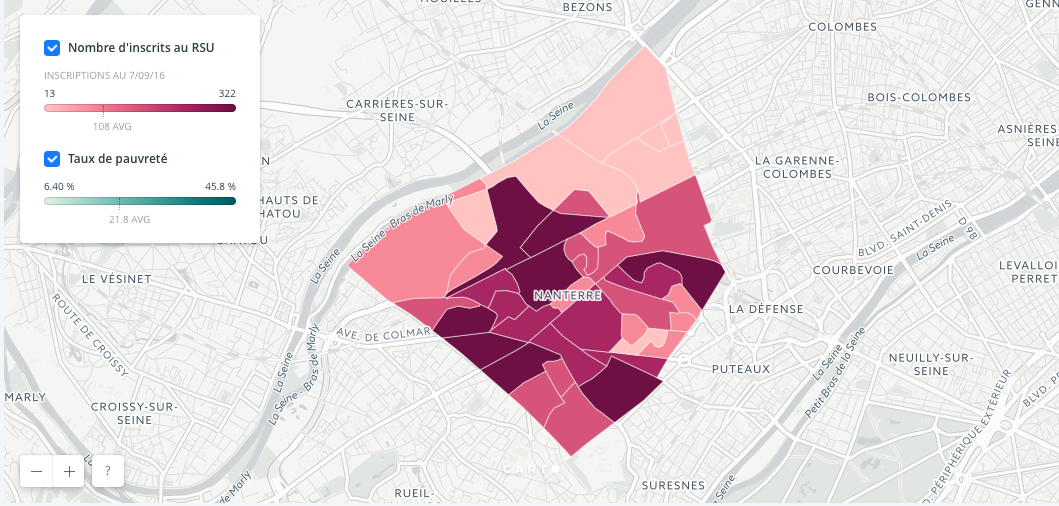 Nombre d'inscrits au RSU
INSCRIPTIONS AU 7/09/16
13
322
108 AVG
Taux de pauvreté
6.40 %
45.8 %
21.8 AVG
BEZONS
COLOMBES
CARRIÈRES-SUR-
SEINE
La Seine
BOIS-COLOMBES
ASNIÈRES
SEINE
LA GARENNE-
COLOMBES
HAUTS DE
HATOU
La Seine - Bras de Marly
BLVD. SAINT-DENIS
D 9B
La Seine
LE VÉSINET
La Seine
COURBEVOIE
LEVALLOI
PERRET
NANTERRE
LA DÉFENSE
ROUTE DE CROISSY
AVE. DE COLMAR
La Seine
La Seine - Bras de Marly
La Seine
Petit Bras de la Seine
NEUILLY-SUR-
SEINE
PUTEAUX
MARLY
CROISSY-SUR-
SEINE
BLVD. PÉRIPHÉRIQUE EXTÉRIEUR
CARTO
− + ?
de Marly
RUEIL-
SURESNES
La Seine